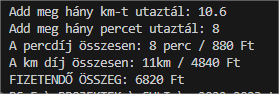 Add meg hány km-t utaztál: 10.6
Add meg hány percet utaztál: 8
A percdíj összesen: 8 perc / 880 Ft
A km díj összesen: 11km / 4840 Ft
FIZETENDŐ ÖSSZEG: 6820 Ft